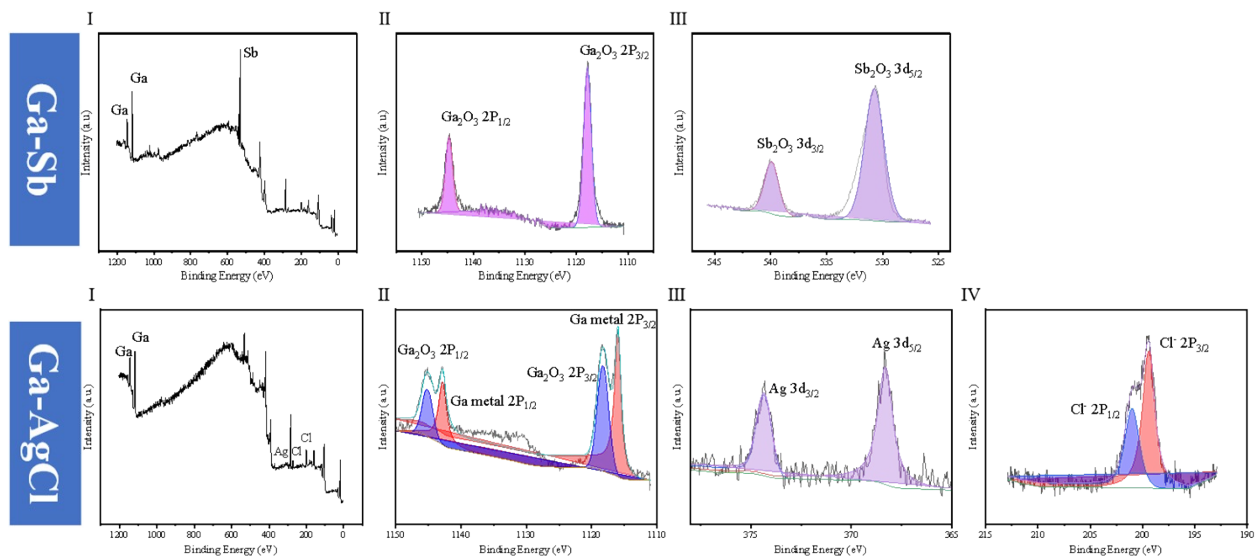 Ga-Sb
I
Ga
Ga
Sb
Intensity (a.u)
1200 1000 800 600 400 200 0
Binding Energy (eV)
II
Ga₂O₃ 2P₃/₂
Ga₂O₃ 2P₁/₂
Intensity (a.u)
1150 1140 1130 1120 1110
Binding Energy (eV)
III
Sb₂O₃ 3d₅/₂
Sb₂O₃ 3d₃/₂
Intensity (a.u)
545 540 535 530 525
Binding Energy (eV)
Ga-AgCl
I
Ga
Ga
Cl
Ag
Cl
Intensity (a.u)
1200 1000 800 600 400 200 0
Binding Energy (eV)
II
Ga metal 2P₃/₂
Ga₂O₃ 2P₁/₂
Ga₂O₃ 2P₃/₂
Ga metal 2P₁/₂
Intensity (a.u)
1150 1140 1130 1120 1110
Binding Energy (eV)
III
Ag 3d₅/₂
Ag 3d₃/₂
Intensity (a.u)
375 370 365
Binding Energy (eV)
IV
Cl⁻ 2P₃/₂
Cl⁻ 2P₁/₂
Intensity (a.u)
215 210 205 200 195 190
Binding Energy (eV)